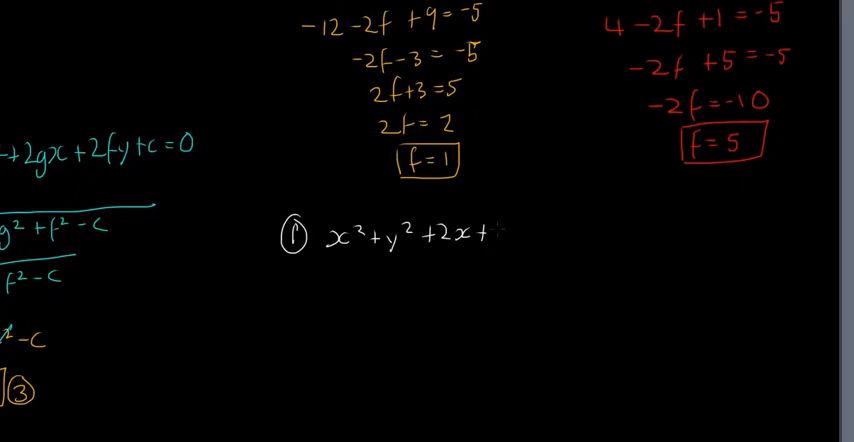 -12 -2f +9 = -5
-2f -3 = -5
2f+3 = 5
2f = 2
f = 1
4 -2f +1 = -5
-2f +5 = -5
-2f = -10
f = 5
+2gx+2fy+c=0
g² + f² - c
f² - c
² - c
③
① x² + y² + 2x +